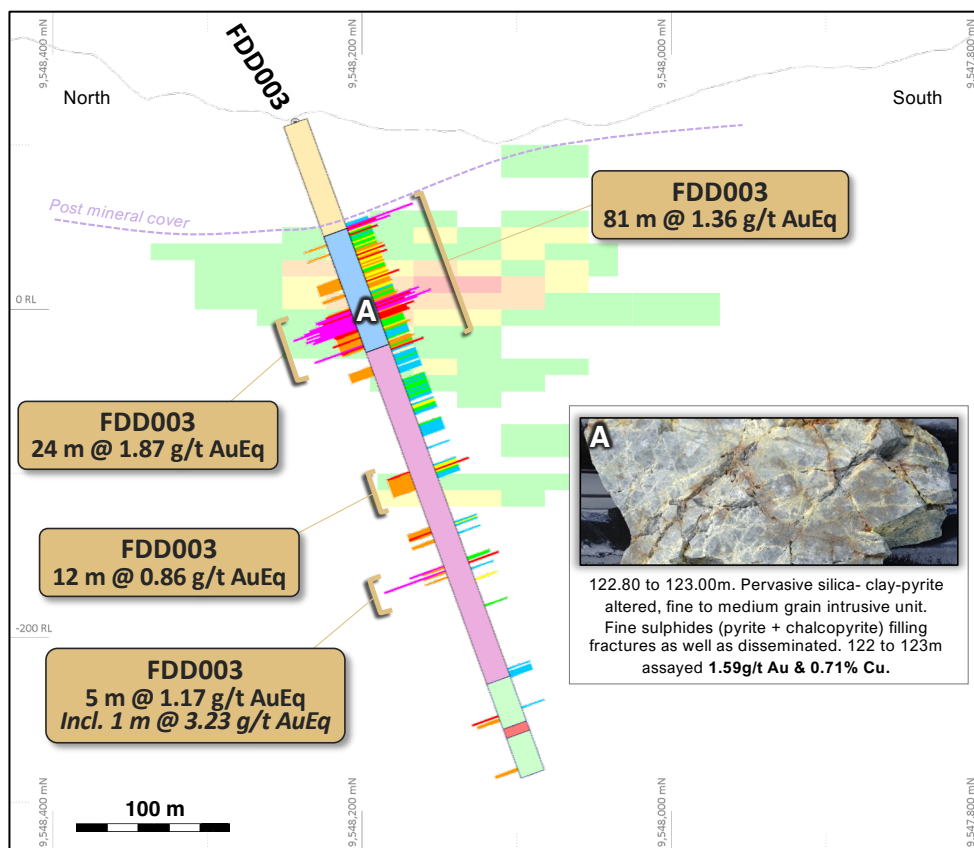 9,548,400 mN
9,548,200 mN
9,548,000 mN
9,547,800 mN
North
FDD003
South
Post mineral cover
FDD003
81 m @ 1.36 g/t AuEq
0 RL
A
FDD003
24 m @ 1.87 g/t AuEq
A
FDD003
12 m @ 0.86 g/t AuEq
122.80 to 123.00m. Pervasive silica- clay-pyrite
altered, fine to medium grain intrusive unit.
Fine sulphides (pyrite + chalcopyrite) filling
fractures as well as disseminated. 122 to 123m
assayed 1.59g/t Au & 0.71% Cu.
-200 RL
FDD003
5 m @ 1.17 g/t AuEq
Incl. 1 m @ 3.23 g/t AuEq
100 m
9,548,400 mN
9,548,200 mN
9,548,000 mN
9,547,800 mN